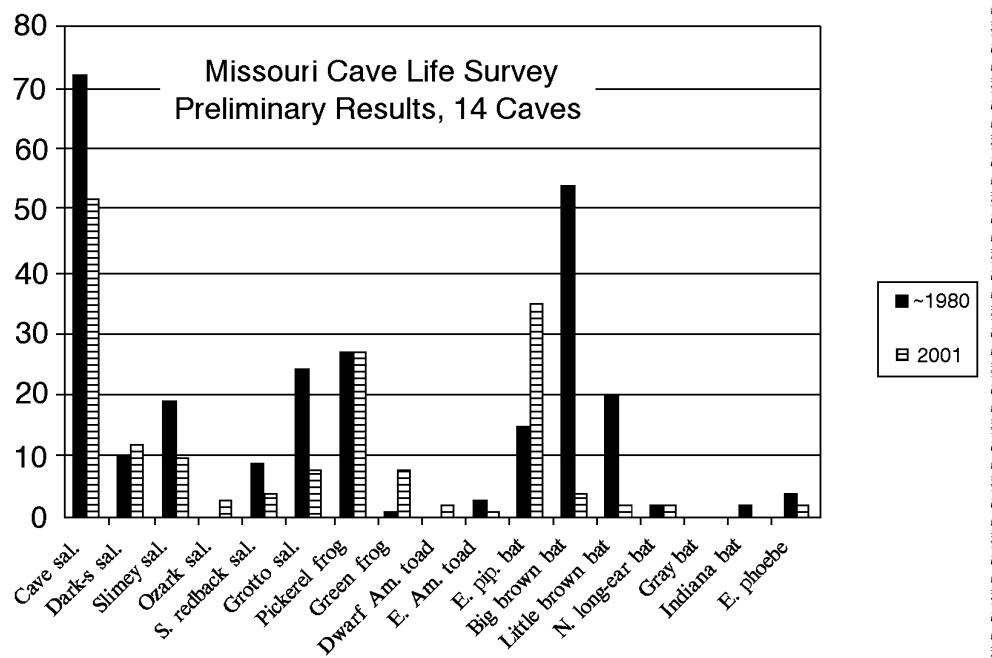 Missouri Cave Life Survey
Preliminary Results, 14 Caves
80
70
60
50
40
30
20
10
0
Cave sal.
Dark-s sal.
Slimey sal.
Ozark sal.
S. redback sal.
Grotto sal.
Pickerel frog
Green frog
Dwarf Am. toad
E. Am. toad
E. pip. bat
Big brown bat
Little brown bat
N. long-ear bat
Gray bat
Indiana bat
E. phoebe
~1980
2001